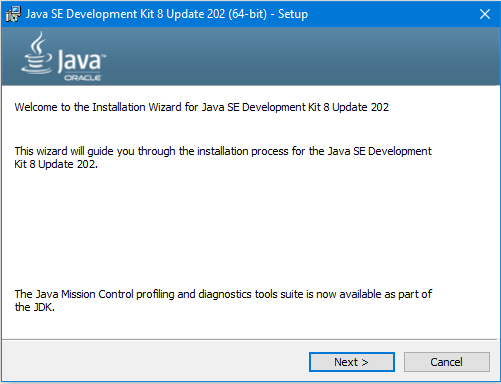 Java SE Development Kit 8 Update 202 (64-bit) - Setup
Java
ORACLE
Welcome to the Installation Wizard for Java SE Development Kit 8 Update 202
This wizard will guide you through the installation process for the Java SE Development
Kit 8 Update 202.
The Java Mission Control profiling and diagnostics tools suite is now available as part of
the JDK.
Next >
Cancel